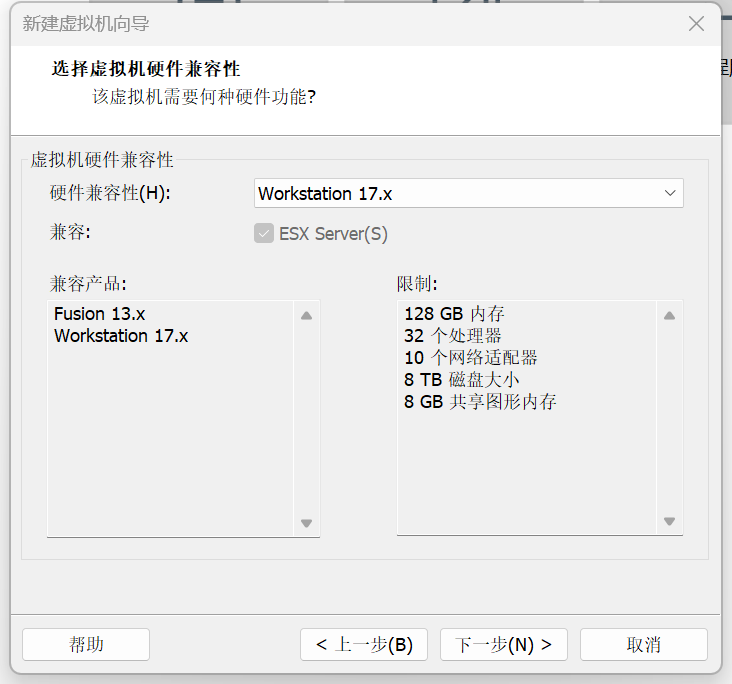 新建虚拟机向导
选择虚拟机硬件兼容性
该虚拟机需要何种硬件功能?
虚拟机硬件兼容性
硬件兼容性(H):
Workstation 17.x
兼容:
ESX Server(S)
兼容产品:
限制:
Fusion 13.x
Workstation 17.x
128 GB 内存
32 个处理器
10 个网络适配器
8 TB 磁盘大小
8 GB 共享图形内存
帮助
< 上一步(B)
下一步(N) >
取消